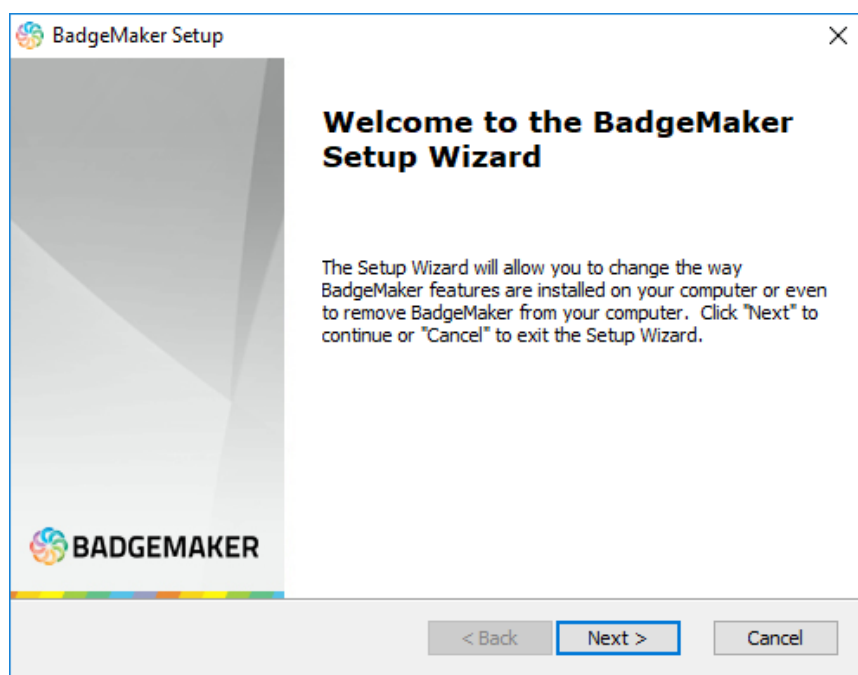 BadgeMaker Setup
Welcome to the BadgeMaker
Setup Wizard
The Setup Wizard will allow you to change the way
BadgeMaker features are installed on your computer or even
to remove BadgeMaker from your computer.  Click "Next" to
continue or "Cancel" to exit the Setup Wizard.
BADGEMAKER
< Back
Next >
Cancel